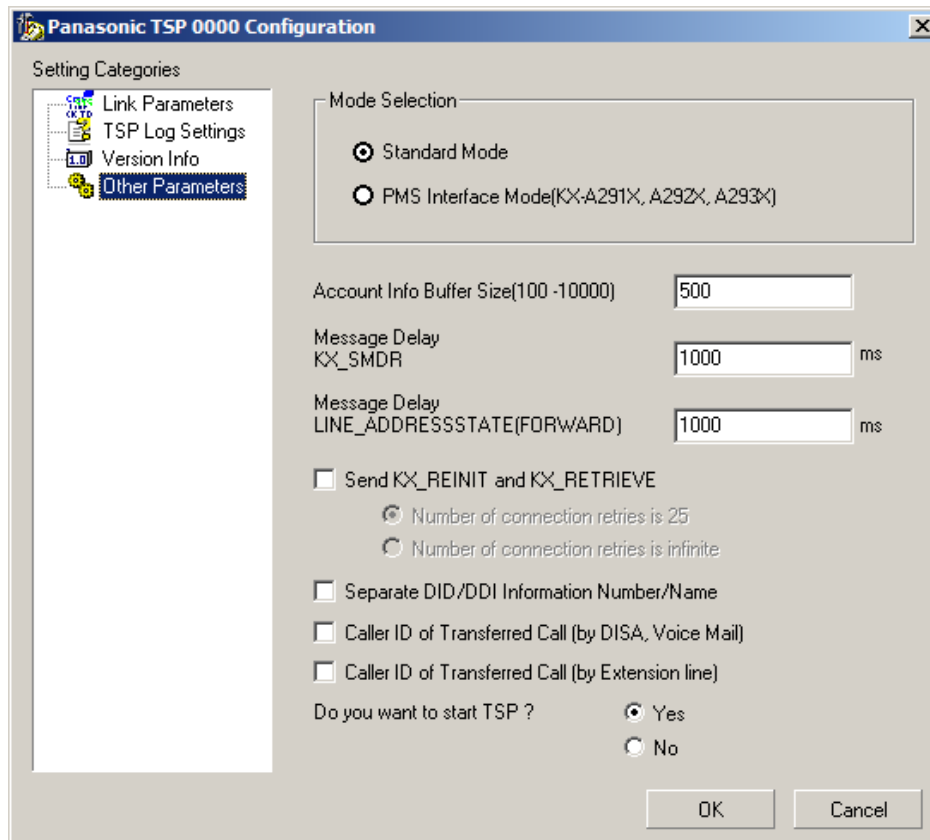 Panasonic TSP 0000 Configuration
Setting Categories
Link Parameters
TSP Log Settings
Version Info
Other Parameters
Mode Selection
Standard Mode
PMS Interface Mode(KX-A291X, A292X, A293X)
Account Info Buffer Size(100 -10000)
500
Message Delay
KX_SMDR
1000
ms
Message Delay
LINE_ADDRESSSTATE(FORWARD)
1000
ms
Send KX_REINIT and KX_RETRIEVE
Number of connection retries is 25
Number of connection retries is infinite
Separate DID/DDI Information Number/Name
Caller ID of Transferred Call (by DISA, Voice Mail)
Caller ID of Transferred Call (by Extension line)
Do you want to start TSP ?
Yes
No
OK
Cancel